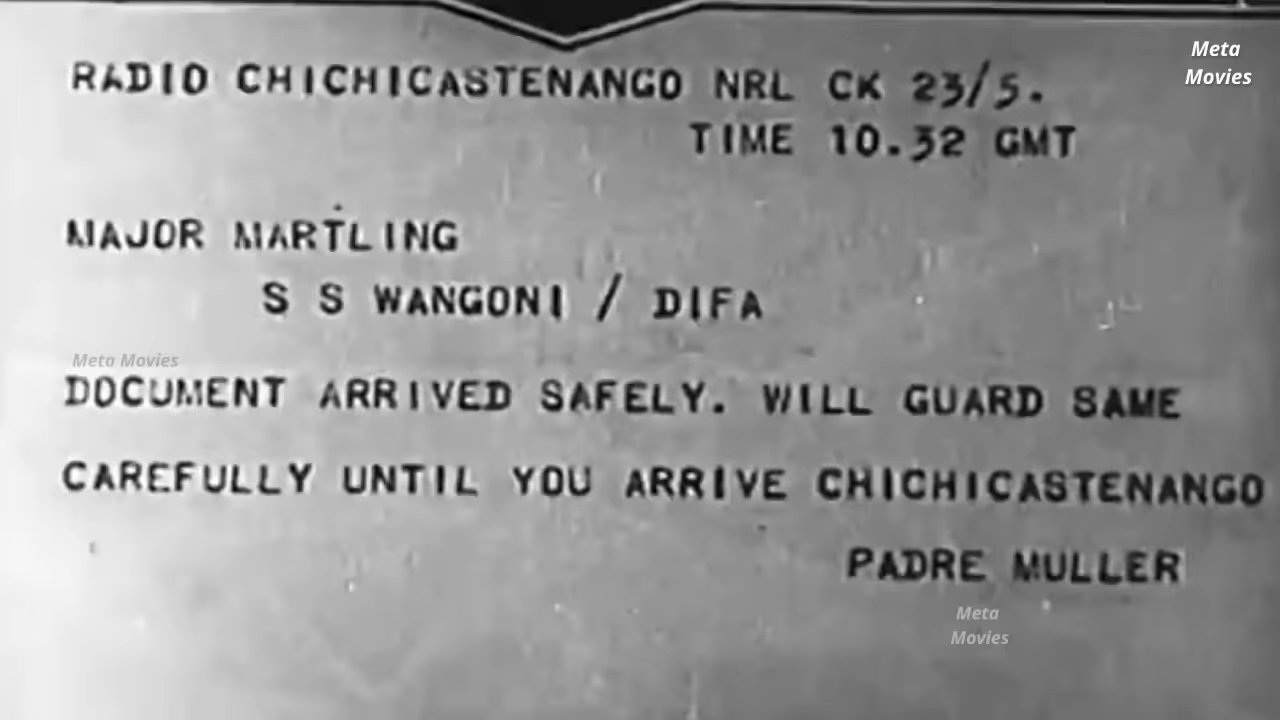 Meta
Movies
RADIO CHICHICASTENANGO NRL CK 23/5.
TIME 10.32 GMT
MAJOR MARTLING
S S WANGONI / DIFA
Meta Movies
DOCUMENT ARRIVED SAFELY. WILL GUARD SAME
CAREFULLY UNTIL YOU ARRIVE CHICHICASTENANGO
PADRE MULLER
Meta
Movies